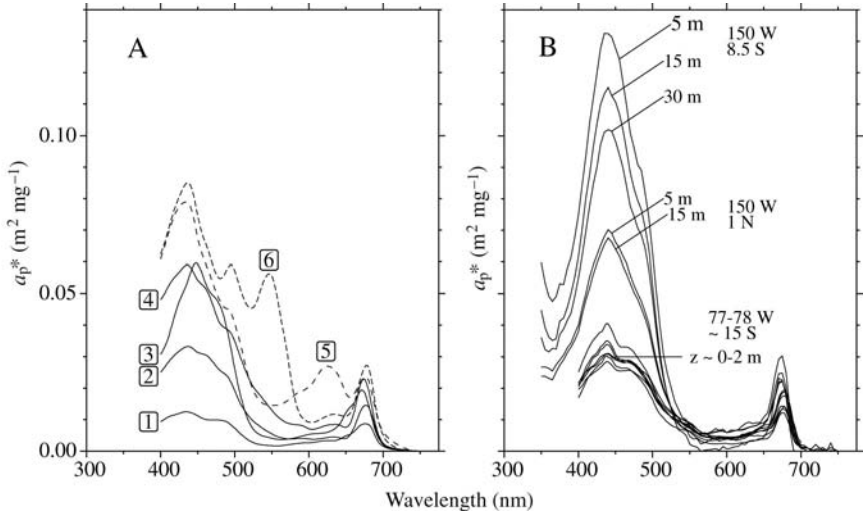 A
B
0.10
0.05
0.00
a_p* (m² mg⁻¹)
4
3
2
1
6
5
300 400 500 600 700
5 m
15 m
30 m
150 W
8.5 S
5 m
15 m
150 W
1 N
77-78 W
~ 15 S
z ~ 0-2 m
a_p* (m² mg⁻¹)
300 400 500 600 700
Wavelength (nm)